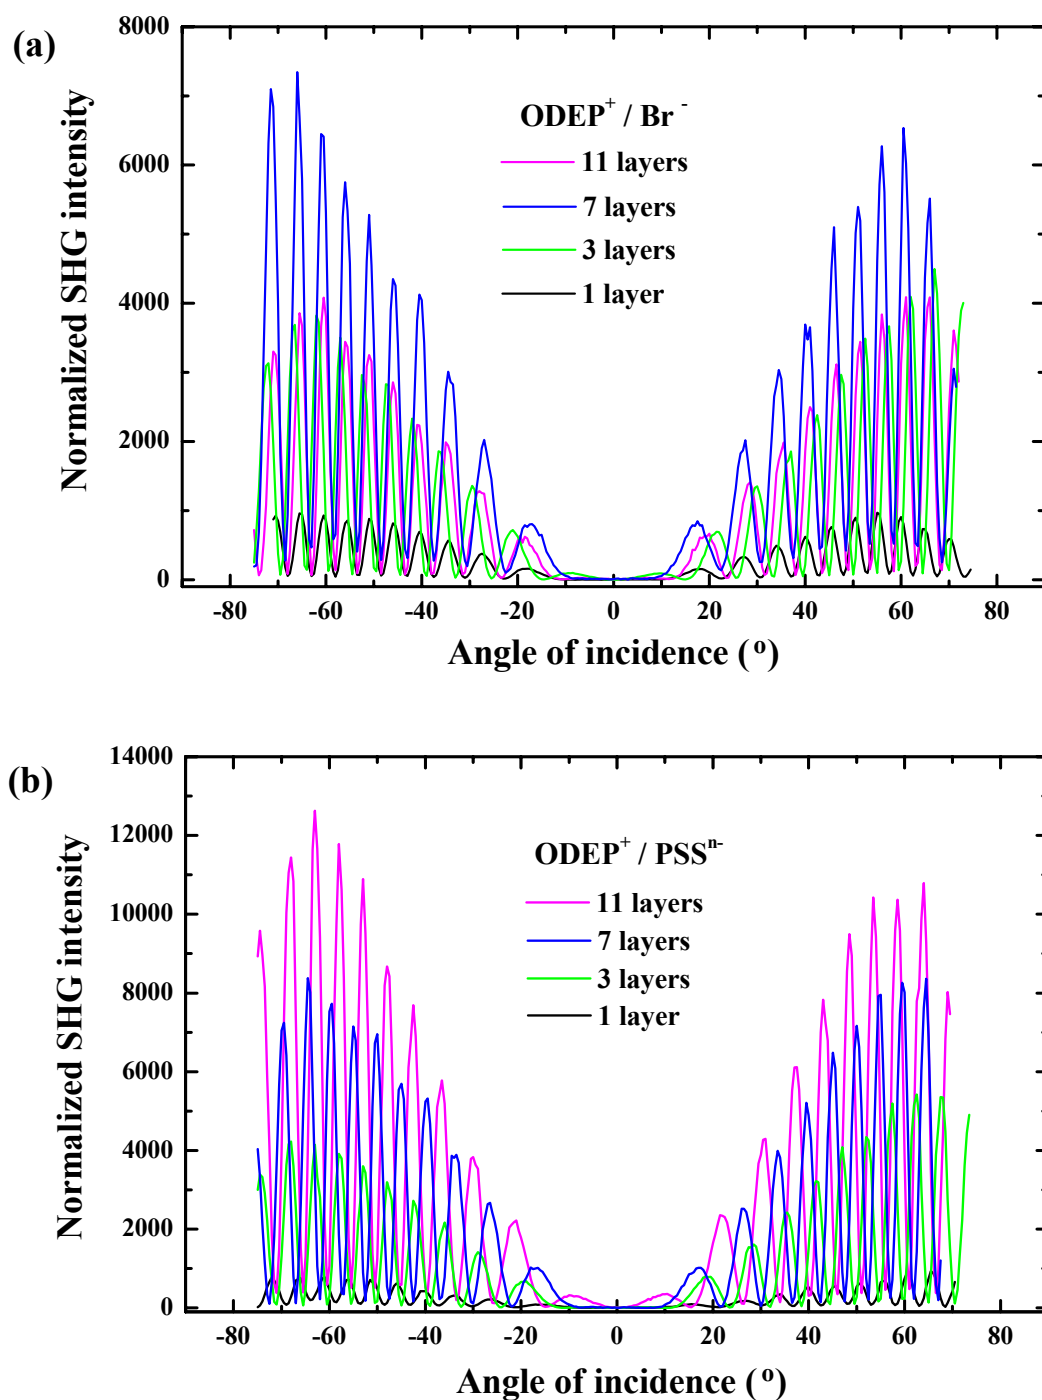 (a)
8000
6000
4000
2000
0
Normalized SHG intensity
ODEP+ / Br -
11 layers
7 layers
3 layers
1 layer
-80 -60 -40 -20 0 20 40 60 80
Angle of incidence (o)
(b)
14000
12000
10000
8000
6000
4000
2000
0
Normalized SHG intensity
ODEP+ / PSSn-
11 layers
7 layers
3 layers
1 layer
-80 -60 -40 -20 0 20 40 60 80
Angle of incidence (o)